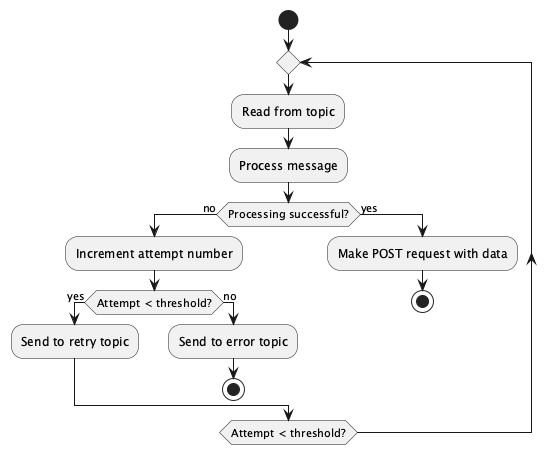 Read from topic
Process message
no
Processing successful?
yes
Increment attempt number
Make POST request with data
yes
Attempt < threshold?
no
Send to retry topic
Send to error topic
Attempt < threshold?